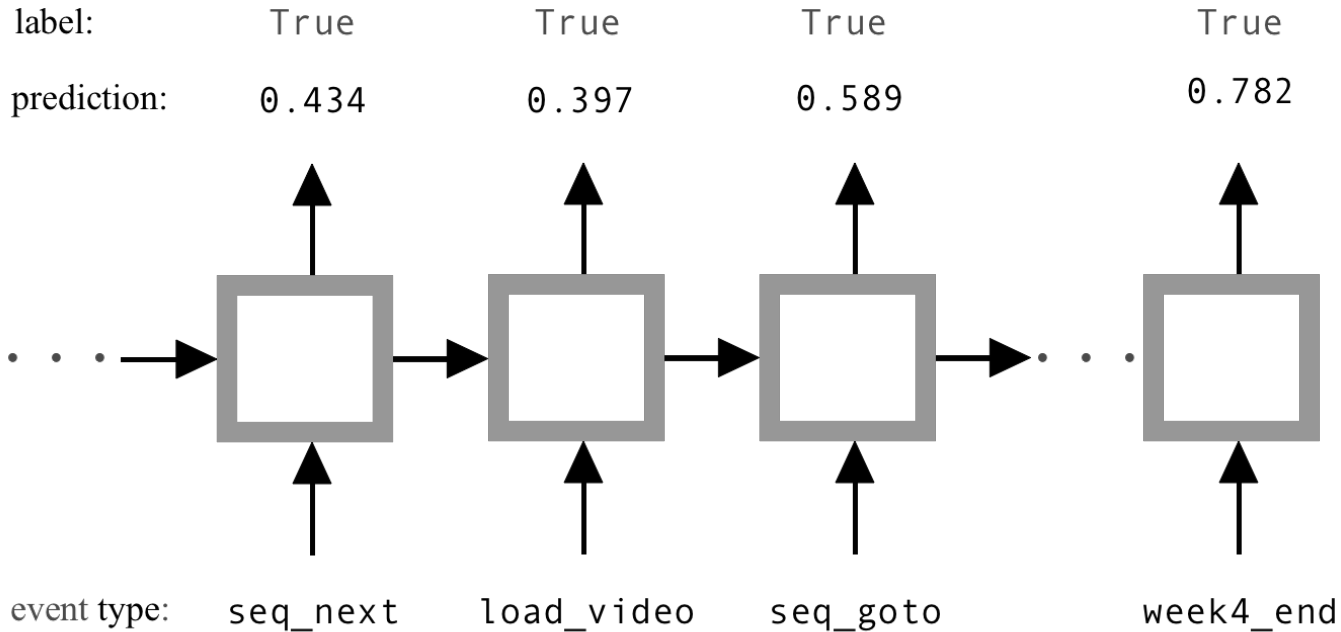 label: True True True True
prediction: 0.434 0.397 0.589 0.782
event type: seq_next load_video seq_goto week4_end